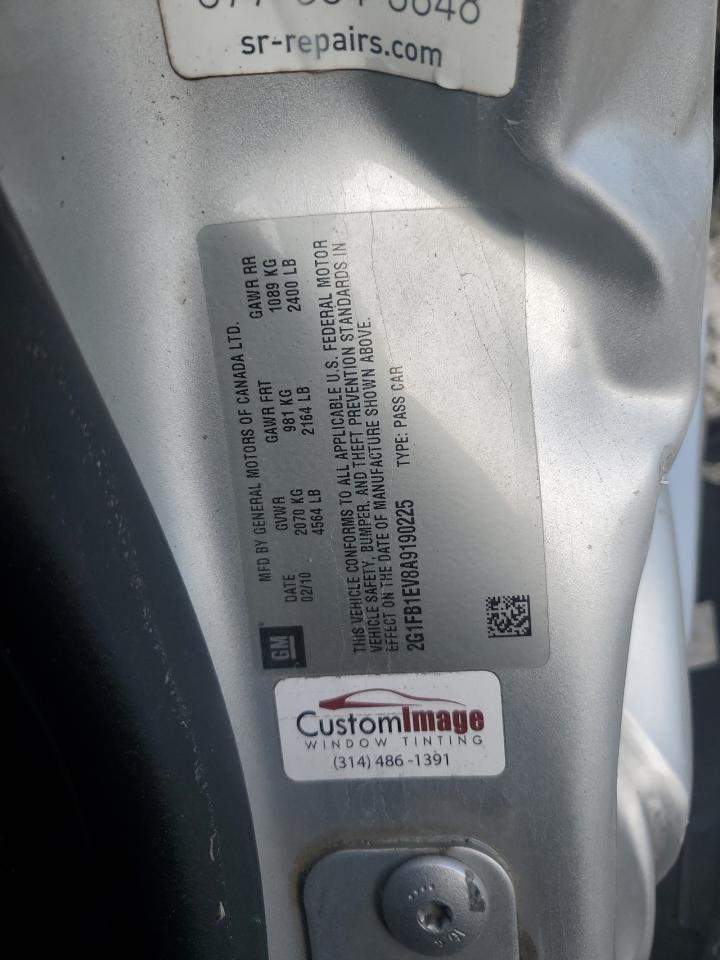 sr-repairs.com
MFD BY GENERAL MOTORS OF CANADA LTD.
DATE GVWR GAWR FRT GAWR RR
02/10 2070 KG 981 KG 1089 KG
4564 LB 2164 LB 2400 LB
THIS VEHICLE CONFORMS TO ALL APPLICABLE U.S. FEDERAL MOTOR
VEHICLE SAFETY, BUMPER, AND THEFT PREVENTION STANDARDS IN
EFFECT ON THE DATE OF MANUFACTURE SHOWN ABOVE.
2G1FB1EV8A9190225 TYPE: PASS CAR
GM
CustomImage
WINDOW TINTING
(314) 486-1391